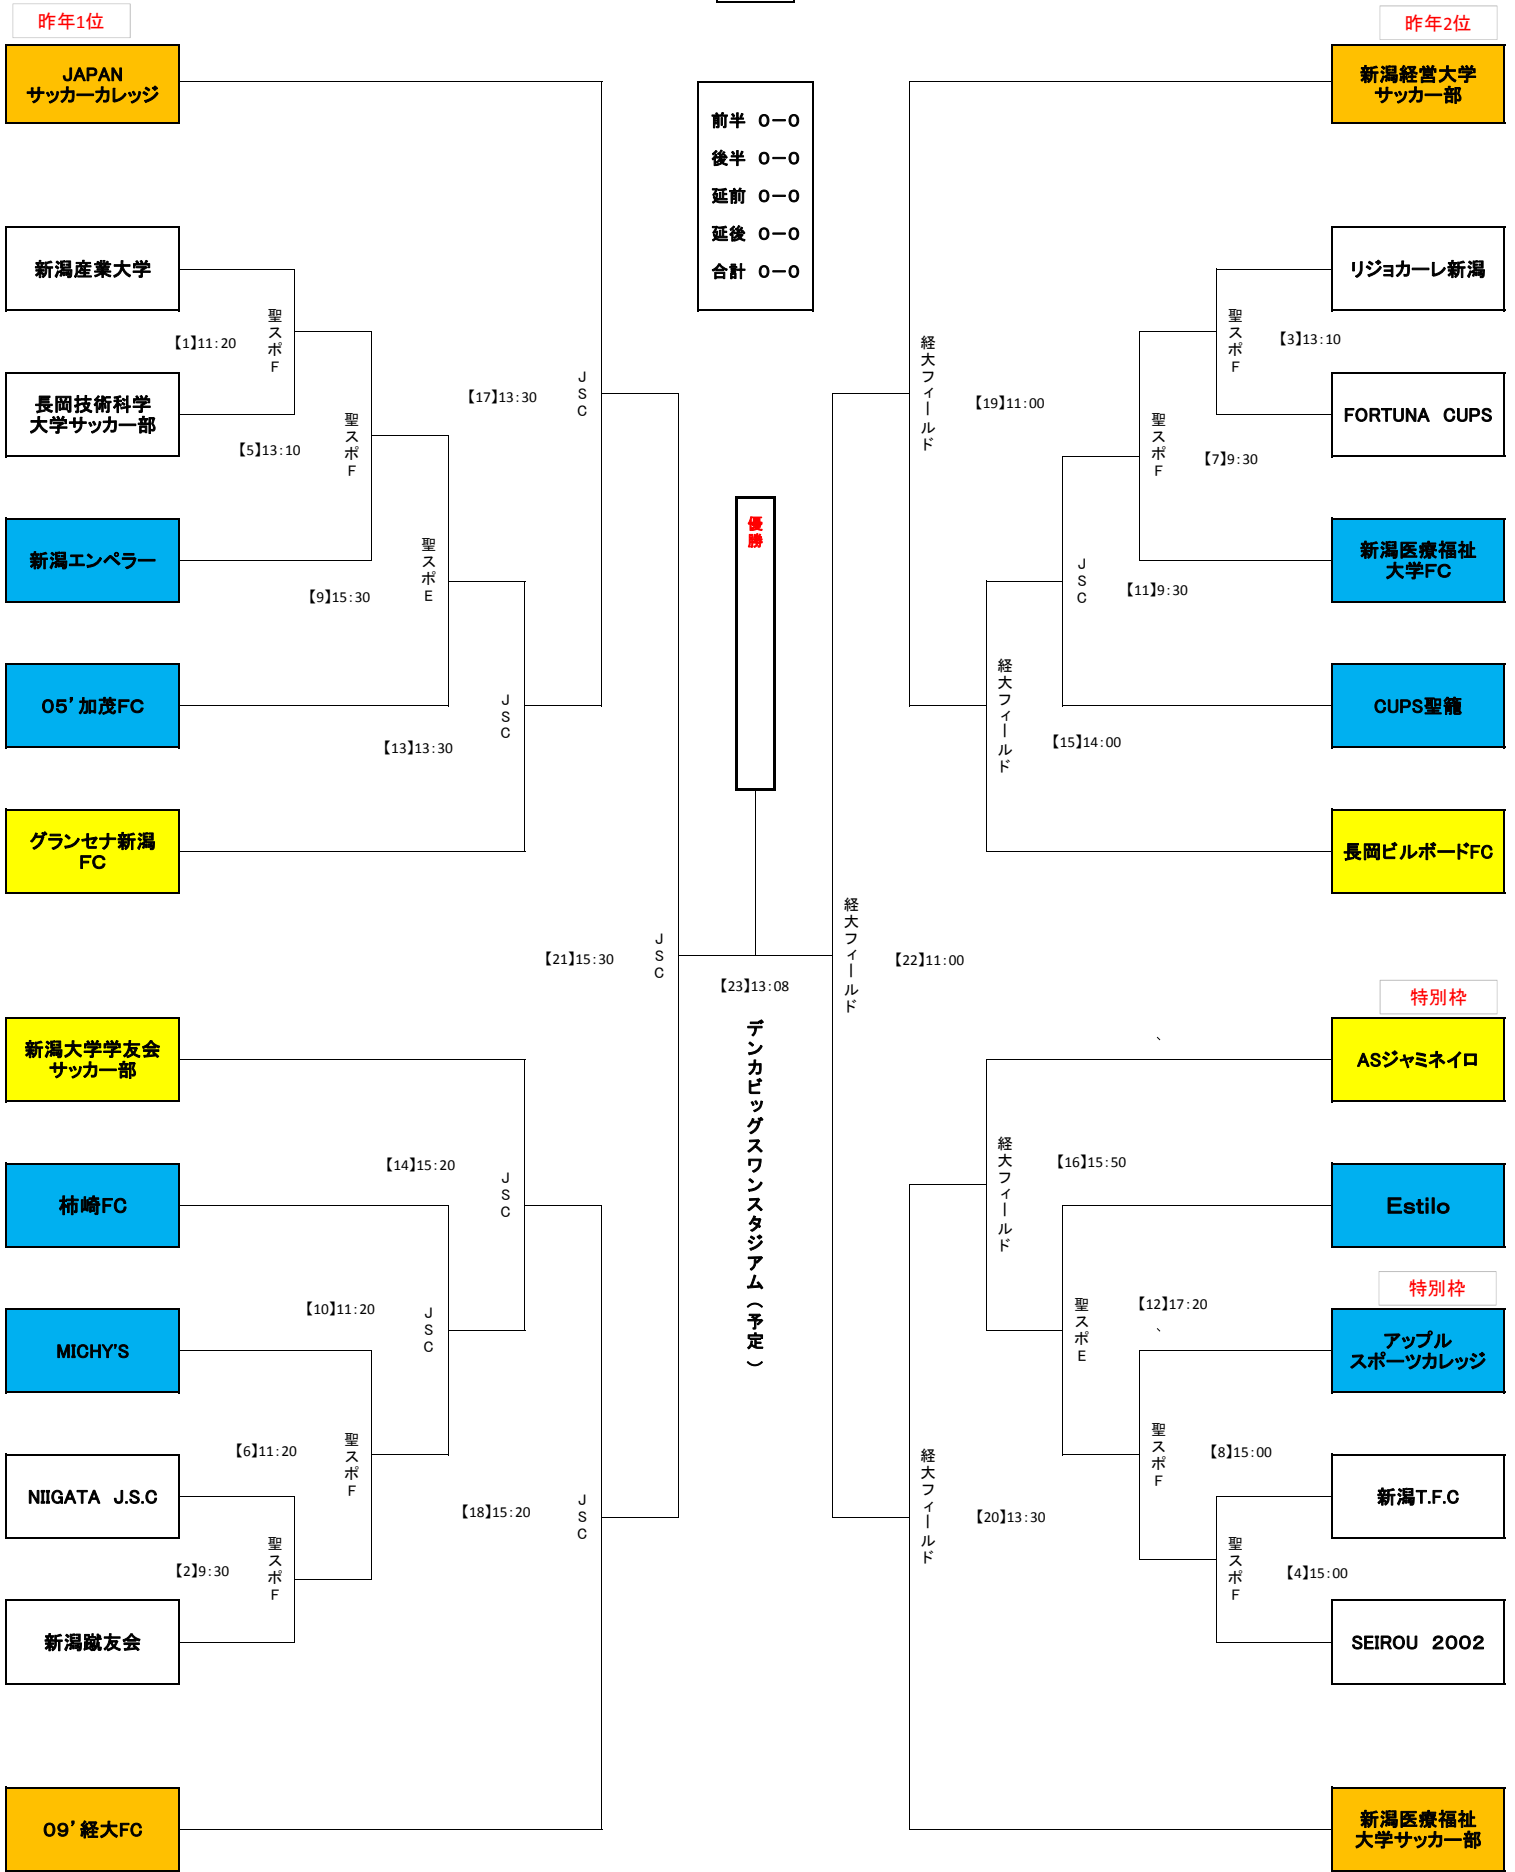 昨年1位
昨年2位
JAPAN
サッカーカレッジ
新潟経営大学
サッカー部
前半 0－0
後半 0－0
延前 0－0
延後 0－0
合計 0－0
新潟産業大学
リジョカーレ新潟
聖スポF
【1】11：20
聖スポF
【3】13：10
長岡技術科学
大学サッカー部
FORTUNA CUPS
【17】13：30
JSC
経大フィールド
【19】11：00
【5】13：10
聖スポF
聖スポF
【7】9：30
新潟エンペラー
新潟医療福祉
大学FC
優勝
【9】15：30
聖スポE
JSC
【11】9：30
05’加茂FC
CUPS聖籠
【13】13：30
JSC
経大フィールド
【15】14：00
グランセナ新潟
FC
長岡ビルボードFC
【21】15：30
JSC
【23】13：08
経大フィールド
【22】11：00
デンカビッグスワンスタジアム（予定）
特別枠
新潟大学学友会
サッカー部
、
ASジャミネイロ
【14】15：20
JSC
経大フィールド
【16】15：50
柿崎FC
Estilo
特別枠
【10】11：20
JSC
聖スポE
【12】17：20
、
MICHY'S
アップル
スポーツカレッジ
【6】11：20
聖スポF
聖スポF
【8】15：00
NIIGATA J.S.C
新潟T.F.C
【18】15：20
JSC
経大フィールド
【20】13：30
【2】9：30
聖スポF
聖スポF
【4】15：00
新潟蹴友会
SEIROU 2002
09’経大FC
新潟医療福祉
大学サッカー部